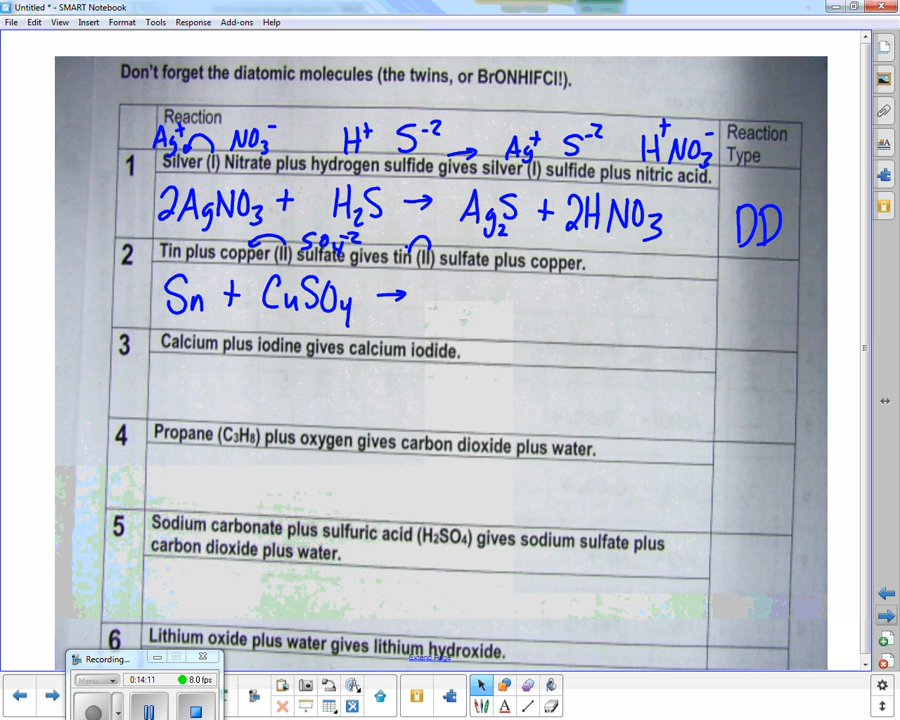 Untitled * - SMART Notebook
File Edit View Insert Format Tools Response Add-ons Help
Don't forget the diatomic molecules (the twins, or BrONHIFCl!).
Reaction
Reaction Type
Ag⁺ NO₃⁻ H⁺ S⁻² → Ag⁺ S⁻² H⁺ NO₃⁻
1 Silver (I) Nitrate plus hydrogen sulfide gives silver (I) sulfide plus nitric acid.
2AgNO₃ + H₂S → Ag₂S + 2HNO₃ DD
SO₄⁻²
2 Tin plus copper (II) sulfate gives tin (II) sulfate plus copper.
Sn + CuSO₄ →
3 Calcium plus iodine gives calcium iodide.
4 Propane (C₃H₈) plus oxygen gives carbon dioxide plus water.
5 Sodium carbonate plus sulfuric acid (H₂SO₄) gives sodium sulfate plus
carbon dioxide plus water.
6 Lithium oxide plus water gives lithium hydroxide.
Extend Page
Recording...
Menu
0:14:11 8.0 fps